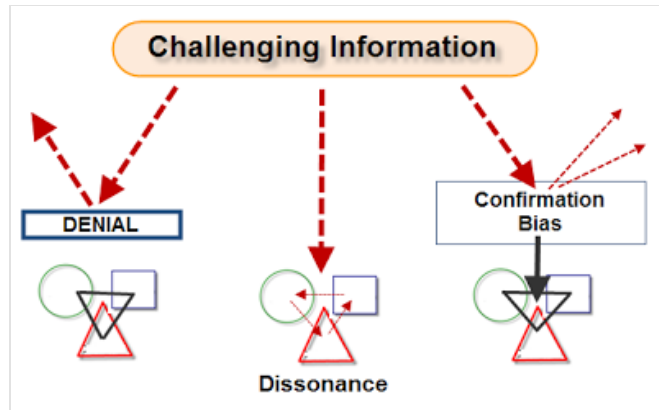 Challenging Information
DENIAL
Confirmation
Bias
Dissonance